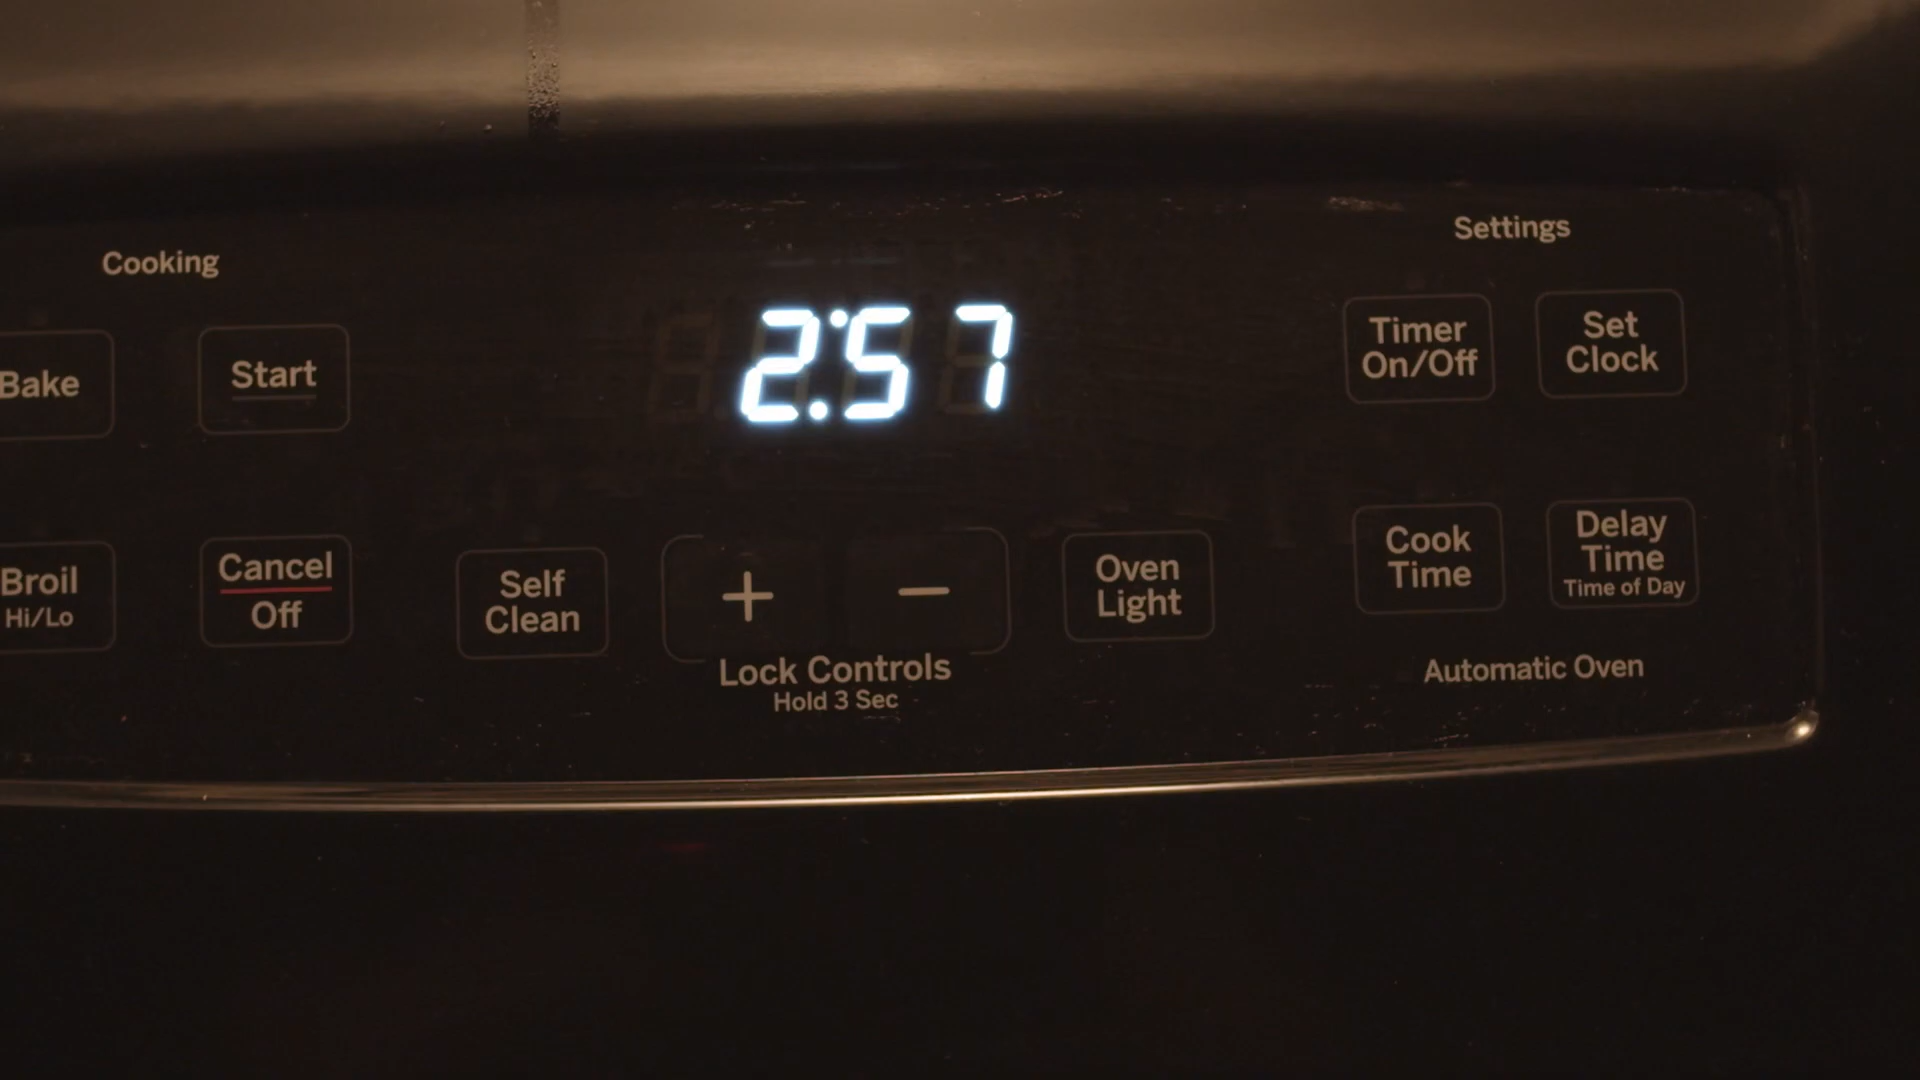 Cooking
Settings
Bake
Start
2:57
Timer
On/Off
Set
Clock
Broil
Hi/Lo
Cancel
Off
Self
Clean
+
−
Lock Controls
Hold 3 Sec
Oven
Light
Cook
Time
Delay
Time
Time of Day
Automatic Oven